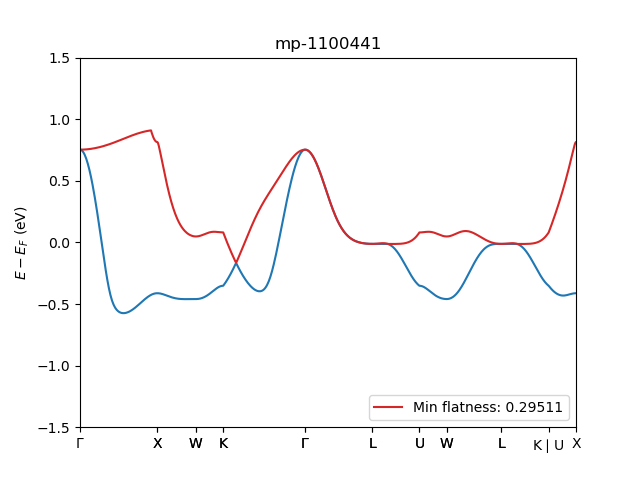 mp-1100441
E − E_F (eV)
1.5
1.0
0.5
0.0
−0.5
−1.0
−1.5
Min flatness: 0.29511
Γ X W K Γ L U W L K | U X